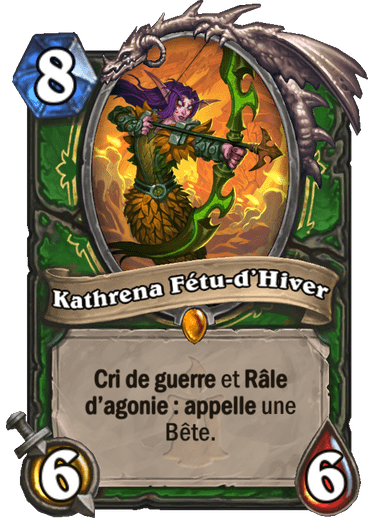 8
Kathrena Fétu-d'Hiver
Cri de guerre et Râle
d'agonie : appelle une
Bête.
6
6